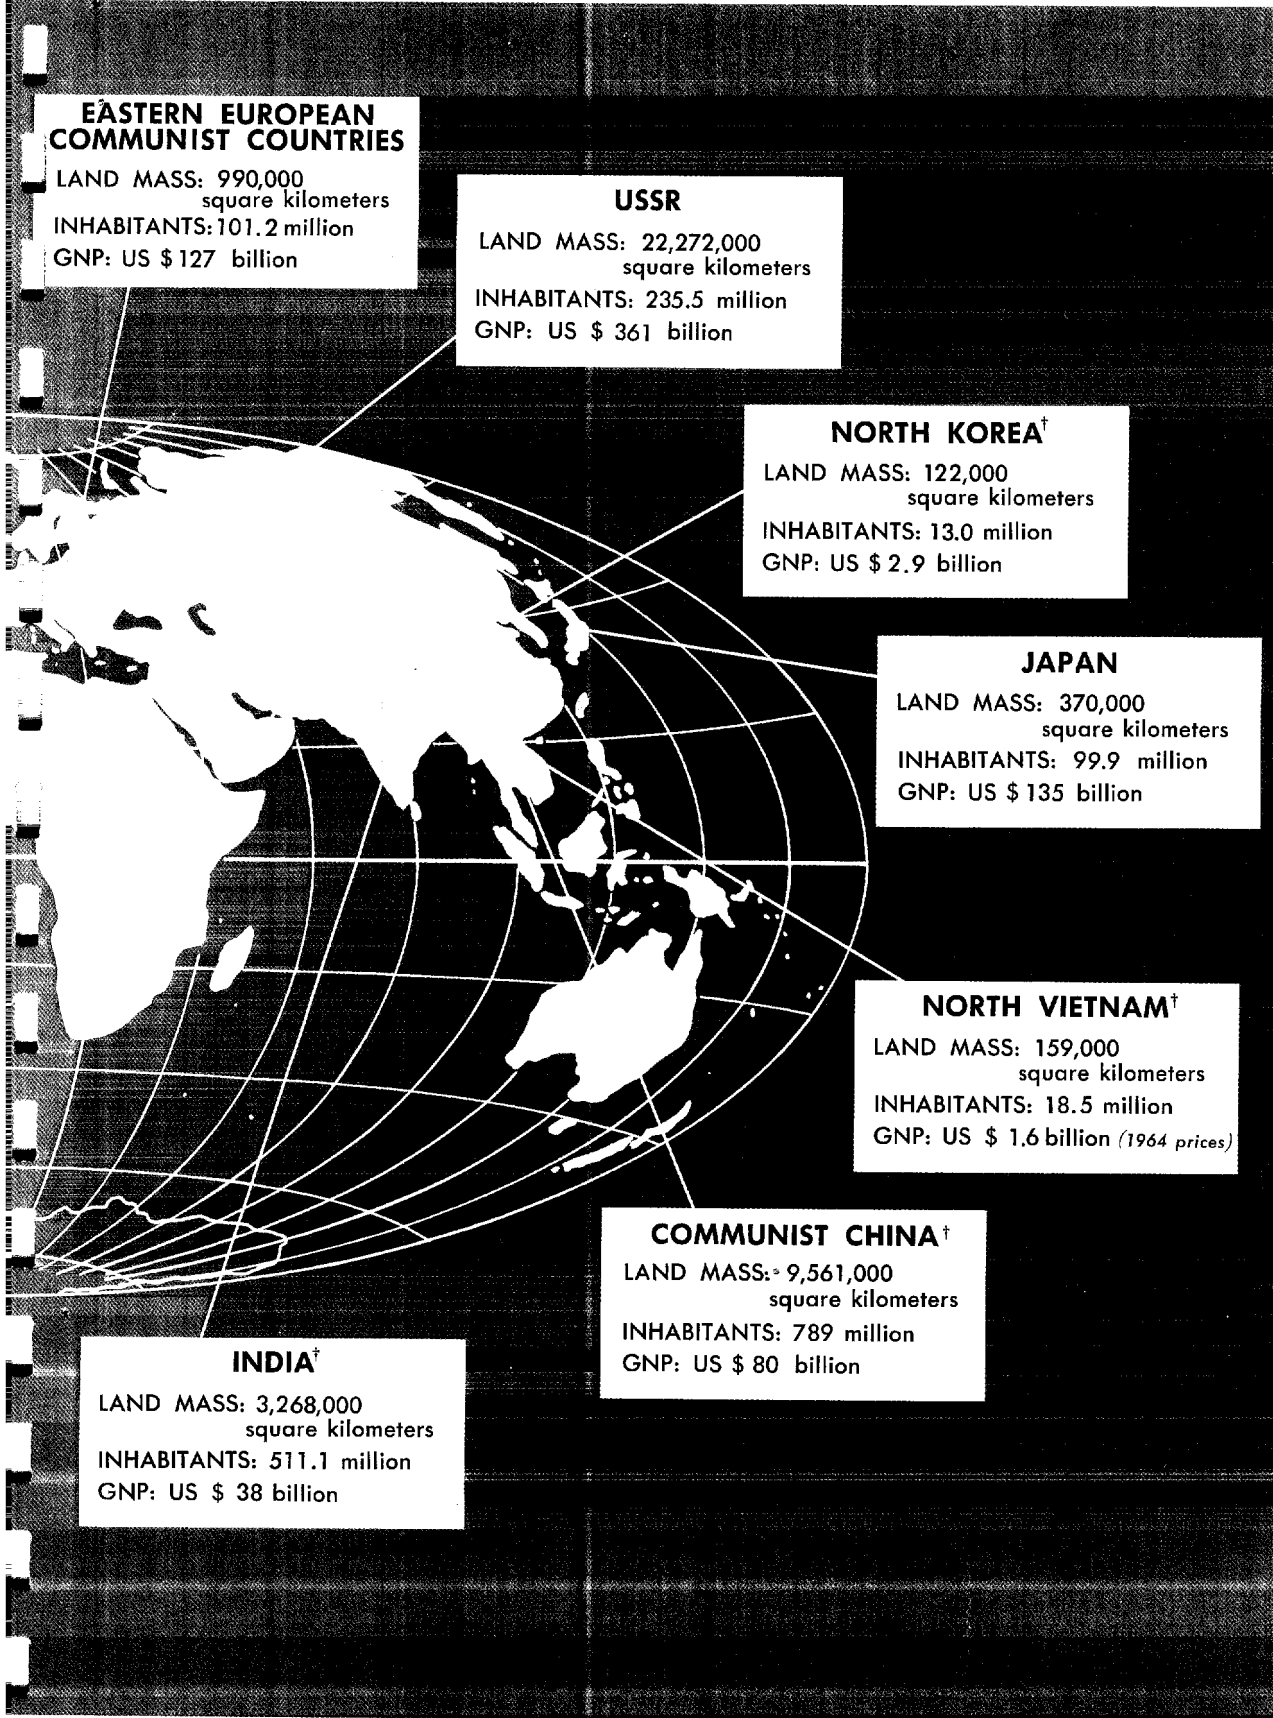 EASTERN EUROPEAN
COMMUNIST COUNTRIES
LAND MASS: 990,000
square kilometers
INHABITANTS: 101.2 million
GNP: US $ 127 billion
USSR
LAND MASS: 22,272,000
square kilometers
INHABITANTS: 235.5 million
GNP: US $ 361 billion
NORTH KOREA†
LAND MASS: 122,000
square kilometers
INHABITANTS: 13.0 million
GNP: US $ 2.9 billion
JAPAN
LAND MASS: 370,000
square kilometers
INHABITANTS: 99.9 million
GNP: US $ 135 billion
NORTH VIETNAM†
LAND MASS: 159,000
square kilometers
INHABITANTS: 18.5 million
GNP: US $ 1.6 billion (1964 prices)
COMMUNIST CHINA†
LAND MASS: 9,561,000
square kilometers
INHABITANTS: 789 million
GNP: US $ 80 billion
INDIA†
LAND MASS: 3,268,000
square kilometers
INHABITANTS: 511.1 million
GNP: US $ 38 billion